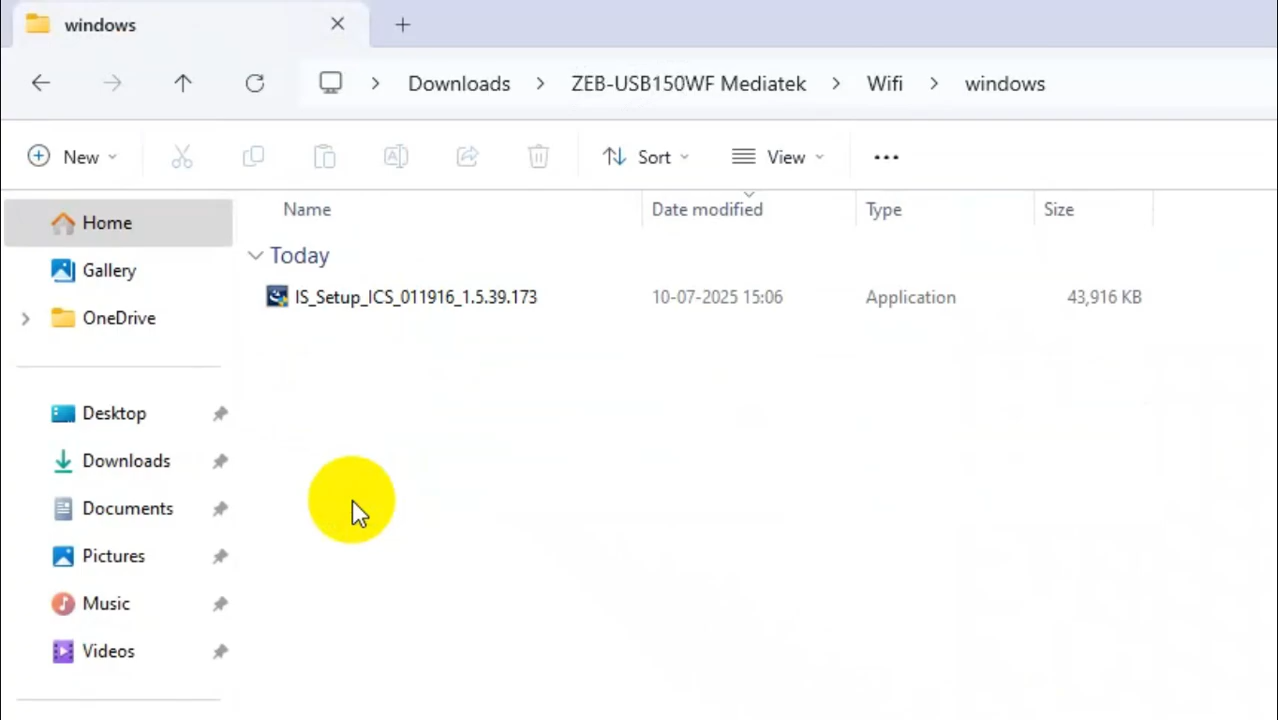 windows
Downloads > ZEB-USB150WF Mediatek > Wifi > windows
New Sort View
Name Date modified Type Size
Home
Today
Gallery
IS_Setup_ICS_011916_1.5.39.173 10-07-2025 15:06 Application 43,916 KB
OneDrive
Desktop
Downloads
Documents
Pictures
Music
Videos